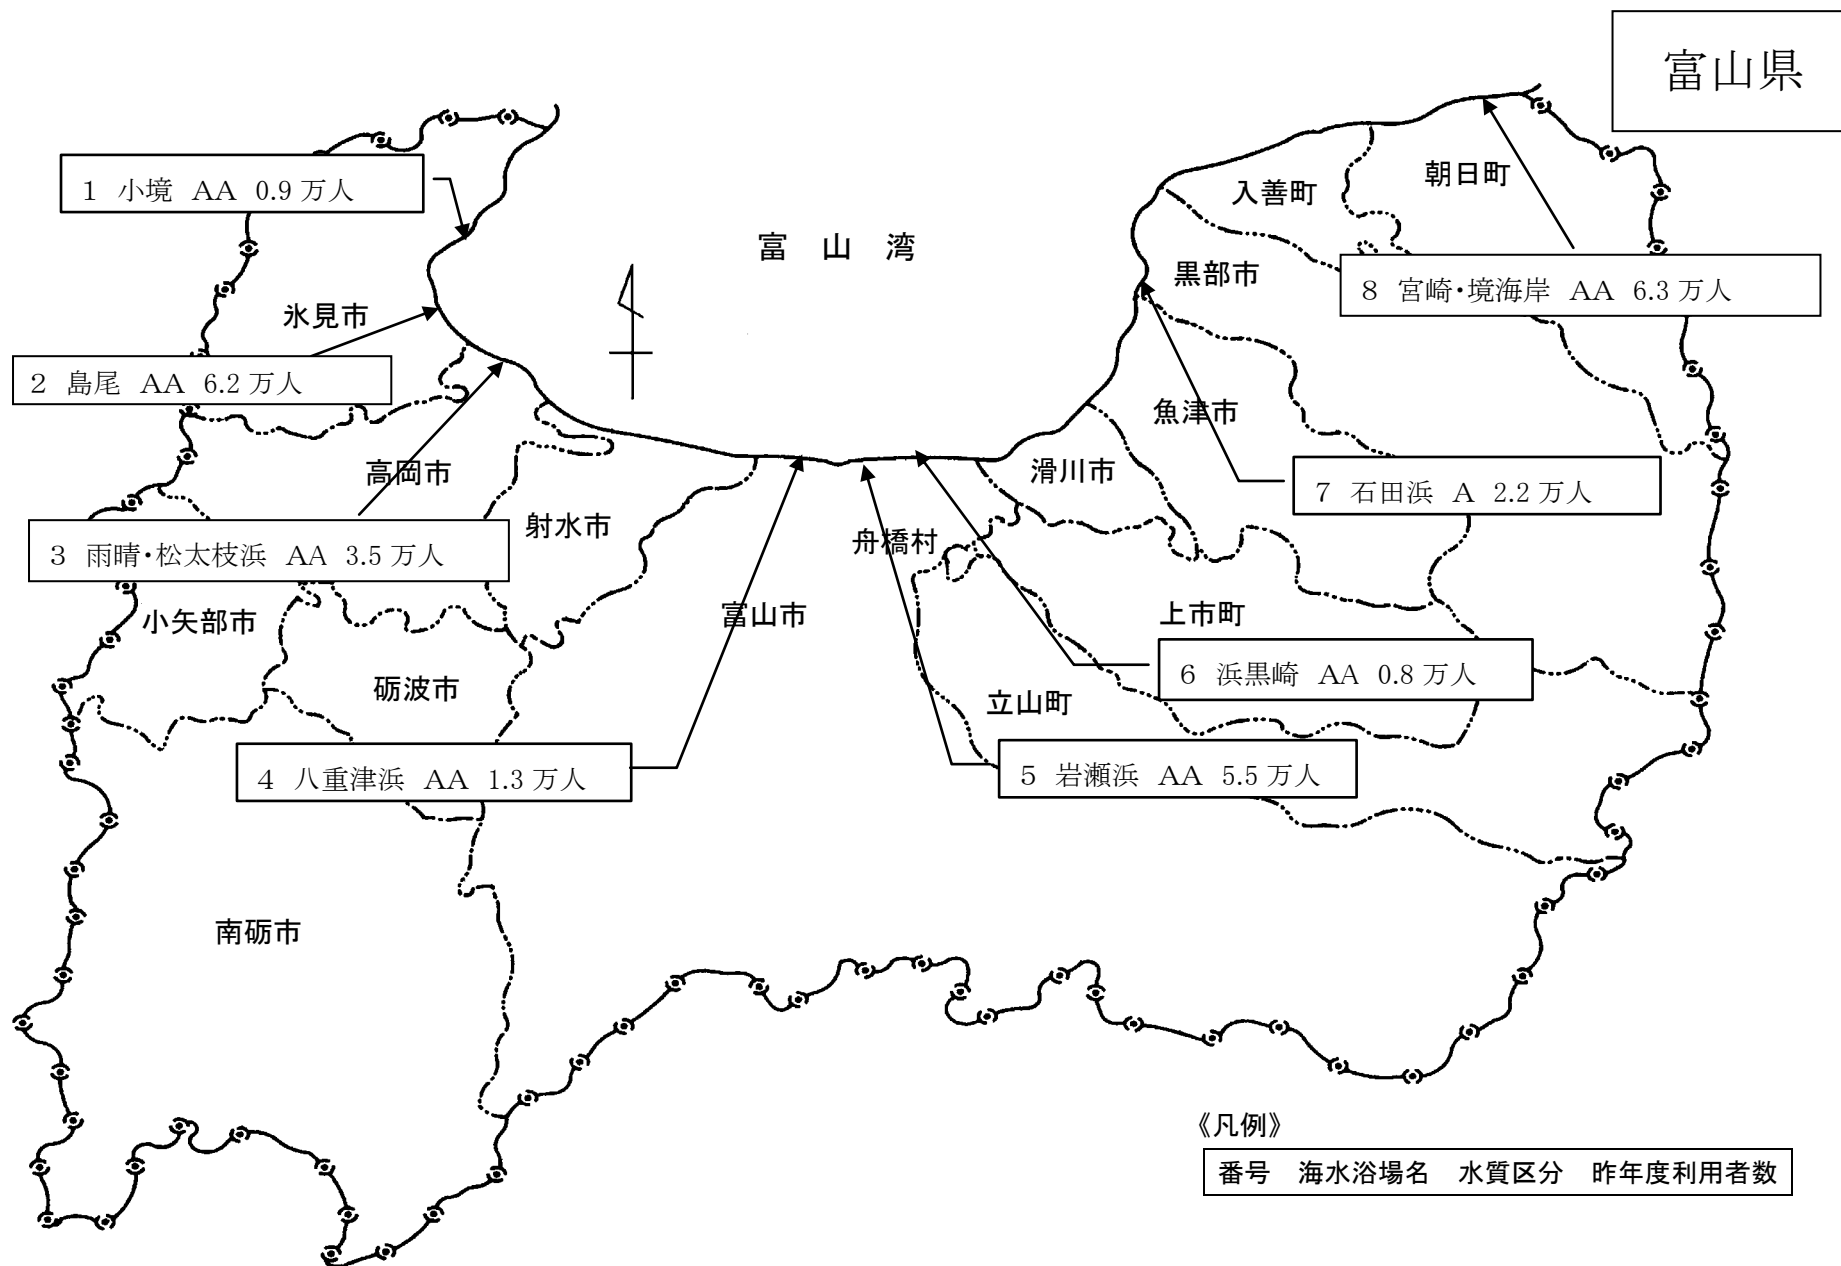 富山県
1 小境 AA 0.9万人
富山湾
入善町
朝日町
黒部市
8 宮崎・境海岸 AA 6.3万人
氷見市
2 島尾 AA 6.2万人
魚津市
高岡市
滑川市
7 石田浜 A 2.2万人
射水市
舟橋村
3 雨晴・松太枝浜 AA 3.5万人
小矢部市
富山市
上市町
砺波市
6 浜黒崎 AA 0.8万人
立山町
4 八重津浜 AA 1.3万人
5 岩瀬浜 AA 5.5万人
南砺市
《凡例》
番号 海水浴場名 水質区分 昨年度利用者数